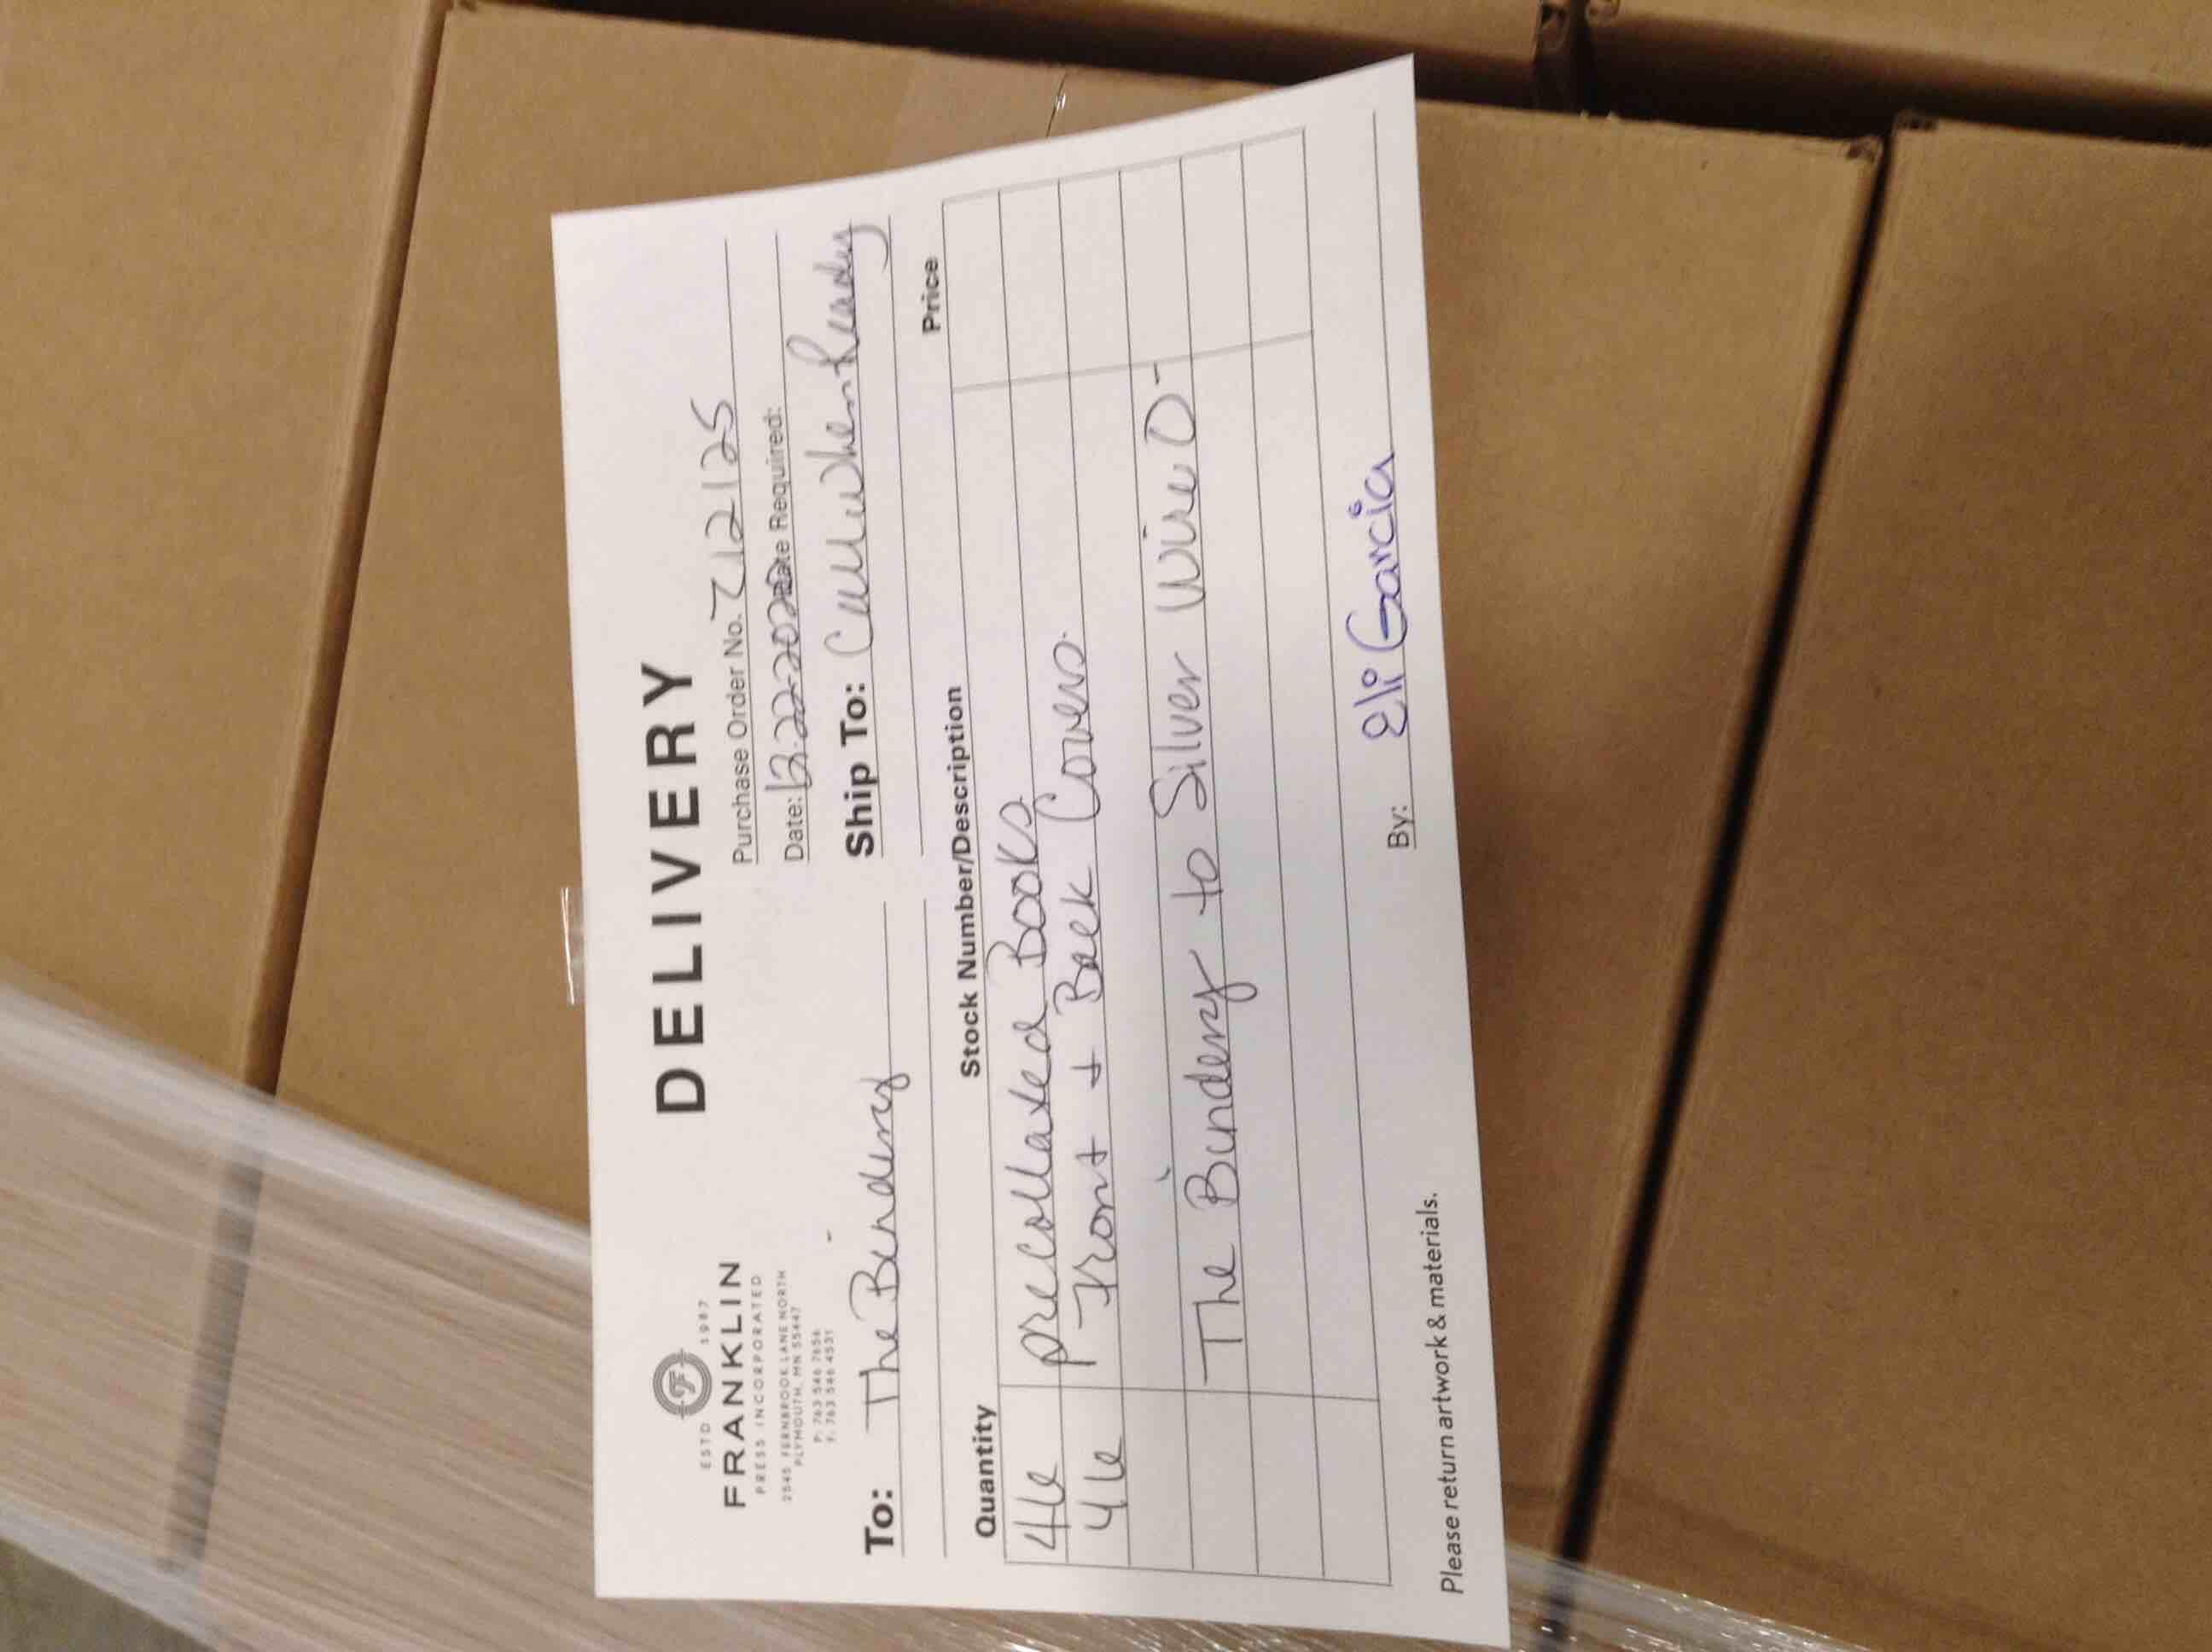 ESTD 1987
FRANKLIN
PRESS INCORPORATED
2545 FERNBROOK LANE NORTH
PLYMOUTH, MN 55447
P: 763 546 7656
F: 763 546 4531
DELIVERY
Purchase Order No. 212125
Date: 12-22-2022 Date Required:
To: The Bindery
Ship To: Call when Ready
Quantity Stock Number/Description Price
46 precollated Books
46 Front + Back Covers.
The Bindery to Silver Wire O-
Please return artwork & materials.
By: Eli Garcia